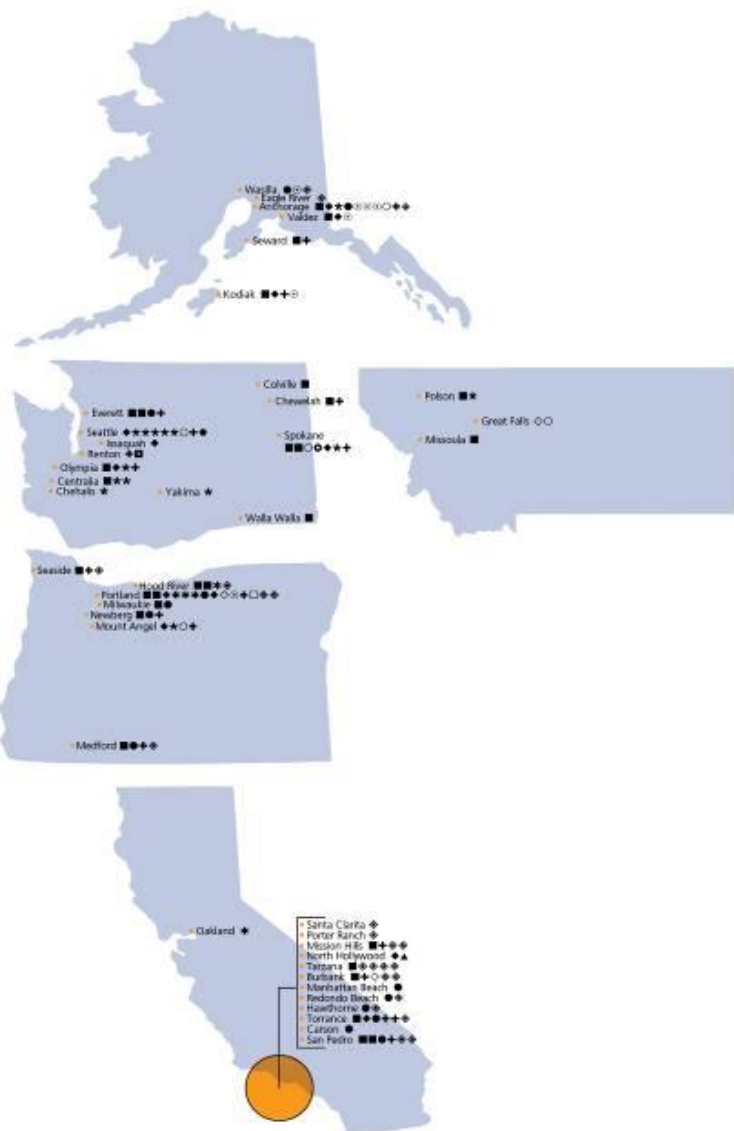 Wasilla
Eagle River
Anchorage
Valdez
Seward
Kodiak
Colville
Chewelah
Everett
Seattle
Spokane
Issaquah
Renton
Olympia
Centralia
Chehalis
Yakima
Walla Walla
Polson
Great Falls
Missoula
Seaside
Hood River
Portland
Milwaukie
Newberg
Mount Angel
Medford
Oakland
Santa Clarita
Porter Ranch
Mission Hills
North Hollywood
Tarzana
Burbank
Manhattan Beach
Redondo Beach
Hawthorne
Torrance
Carson
San Pedro